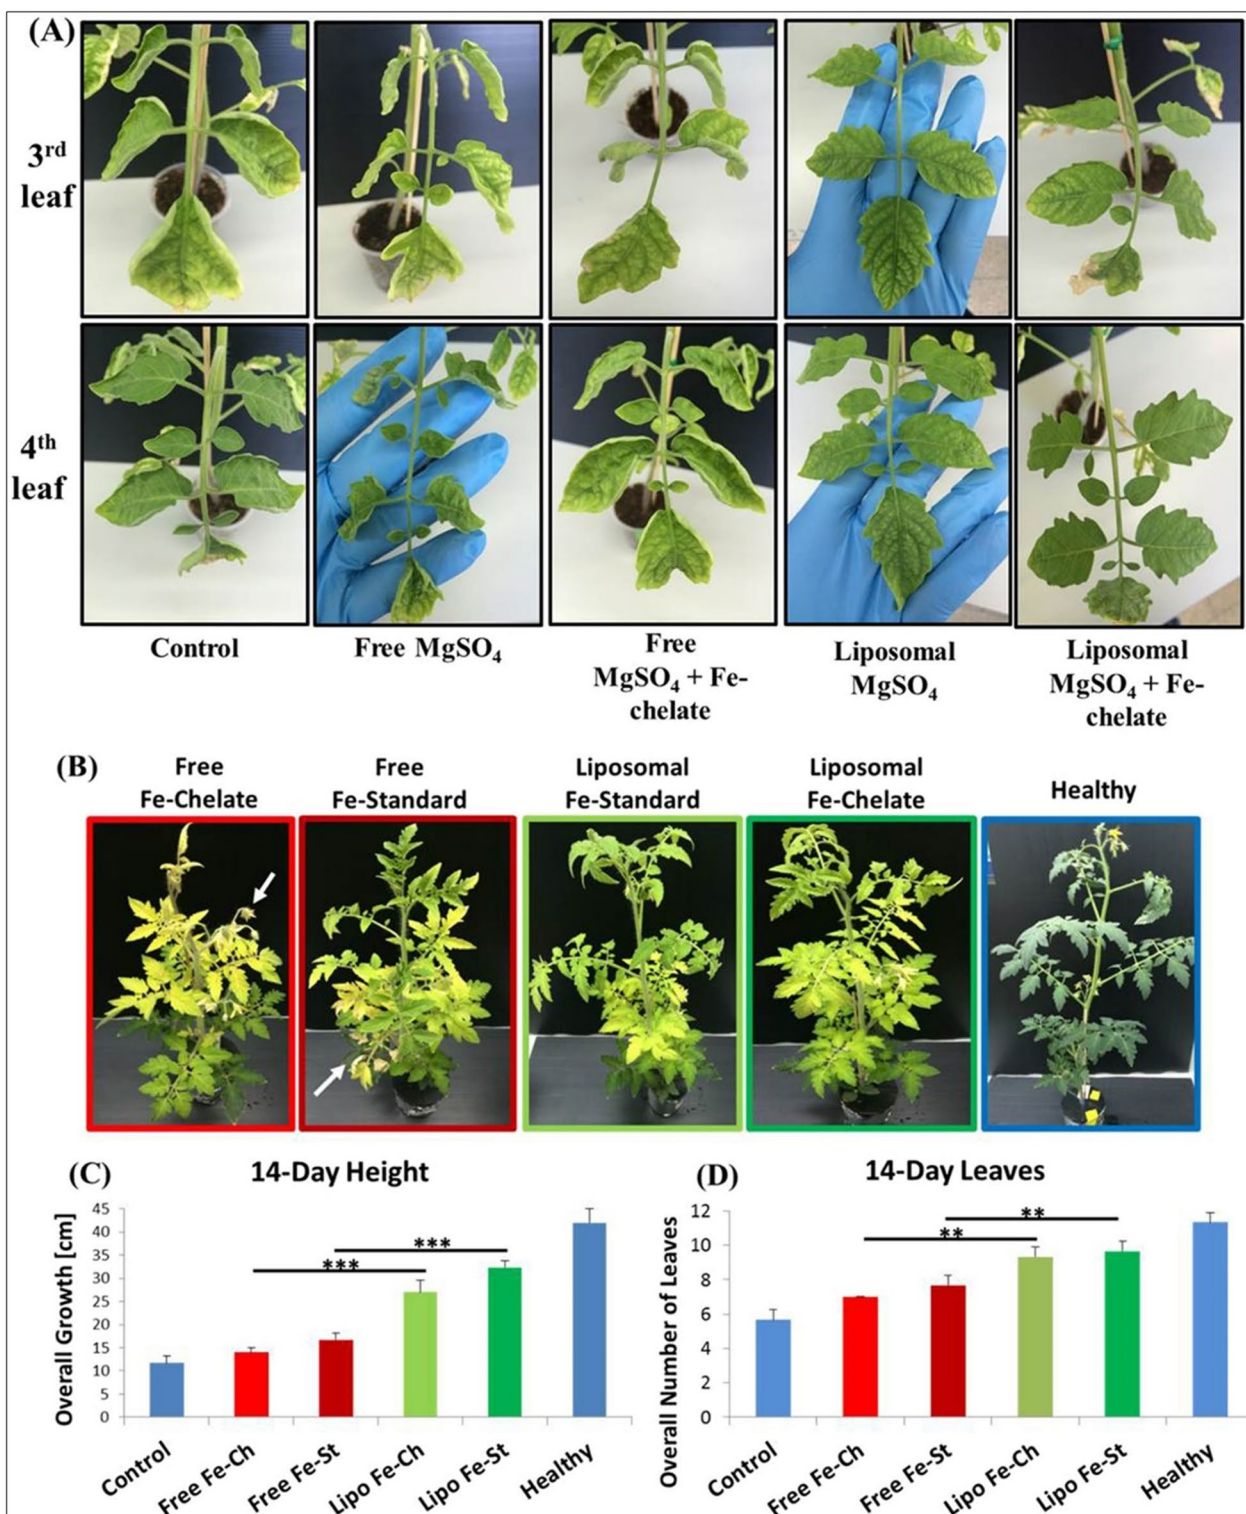 (A)
3rd
leaf
4th
leaf
Control
Free MgSO4
Free
MgSO4 + Fe-
chelate
Liposomal
MgSO4
Liposomal
MgSO4 + Fe-
chelate
(B)
Free
Fe-Chelate
Free
Fe-Standard
Liposomal
Fe-Standard
Liposomal
Fe-Chelate
Healthy
(C)
14-Day Height
Overall Growth [cm]
45
40
35
30
25
20
15
10
5
0
***
***
Control
Free Fe-Ch
Free Fe-St
Lipo Fe-Ch
Lipo Fe-St
Healthy
(D)
14-Day Leaves
Overall Number of Leaves
12
10
8
6
4
2
0
**
**
Control
Free Fe-Ch
Free Fe-St
Lipo Fe-Ch
Lipo Fe-St
Healthy